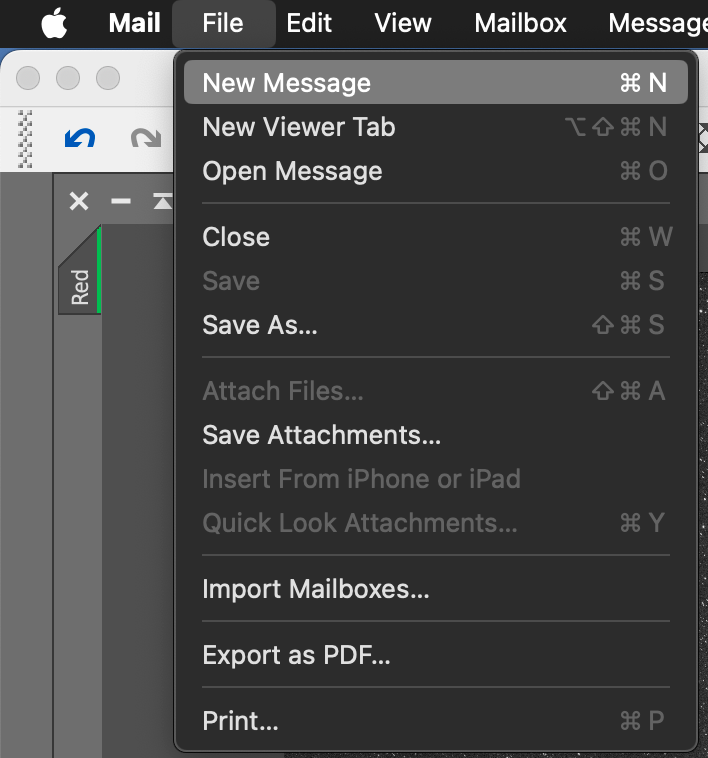 Mail File Edit View Mailbox Message
New Message ⌘ N
New Viewer Tab ⌥⇧⌘ N
Open Message ⌘ O
Close ⌘ W
Save ⌘ S
Save As... ⇧⌘ S
Attach Files... ⇧⌘ A
Save Attachments...
Insert From iPhone or iPad
Quick Look Attachments... ⌘ Y
Import Mailboxes...
Export as PDF...
Print... ⌘ P
Red